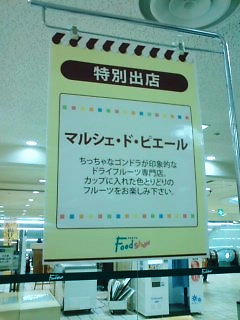 特別出店
マルシェ・ド・ピエール
ちっちゃなゴンドラが印象的な
ドライフルーツ専門店。
カップに入れた色とりどりの
フルーツをお楽しみ下さい。
Food show